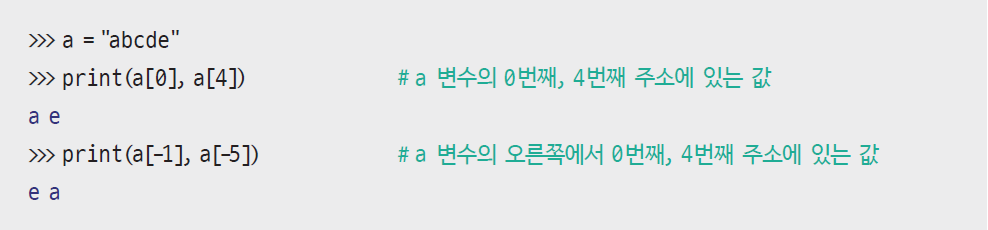 >>> a = "abcde"
>>> print(a[0], a[4]) # a 변수의 0번째, 4번째 주소에 있는 값
a e
>>> print(a[-1], a[-5]) # a 변수의 오른쪽에서 0번째, 4번째 주소에 있는 값
e a